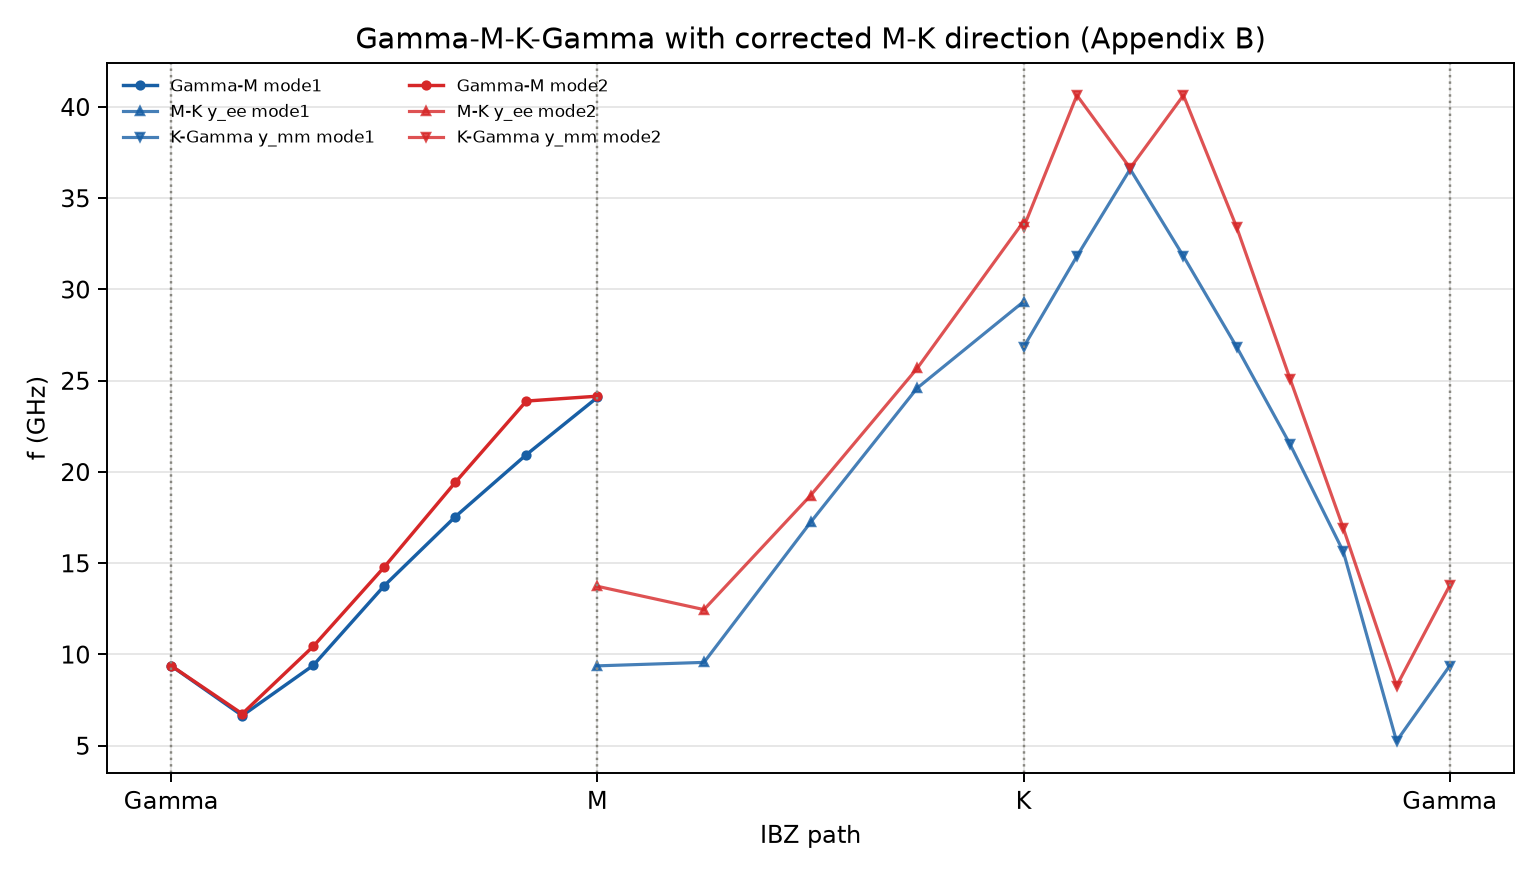 Gamma-M-K-Gamma with corrected M-K direction (Appendix B)
Gamma-M mode1
M-K y_ee mode1
K-Gamma y_mm mode1
Gamma-M mode2
M-K y_ee mode2
K-Gamma y_mm mode2
f (GHz)
40
35
30
25
20
15
10
5
Gamma
M
K
Gamma
IBZ path